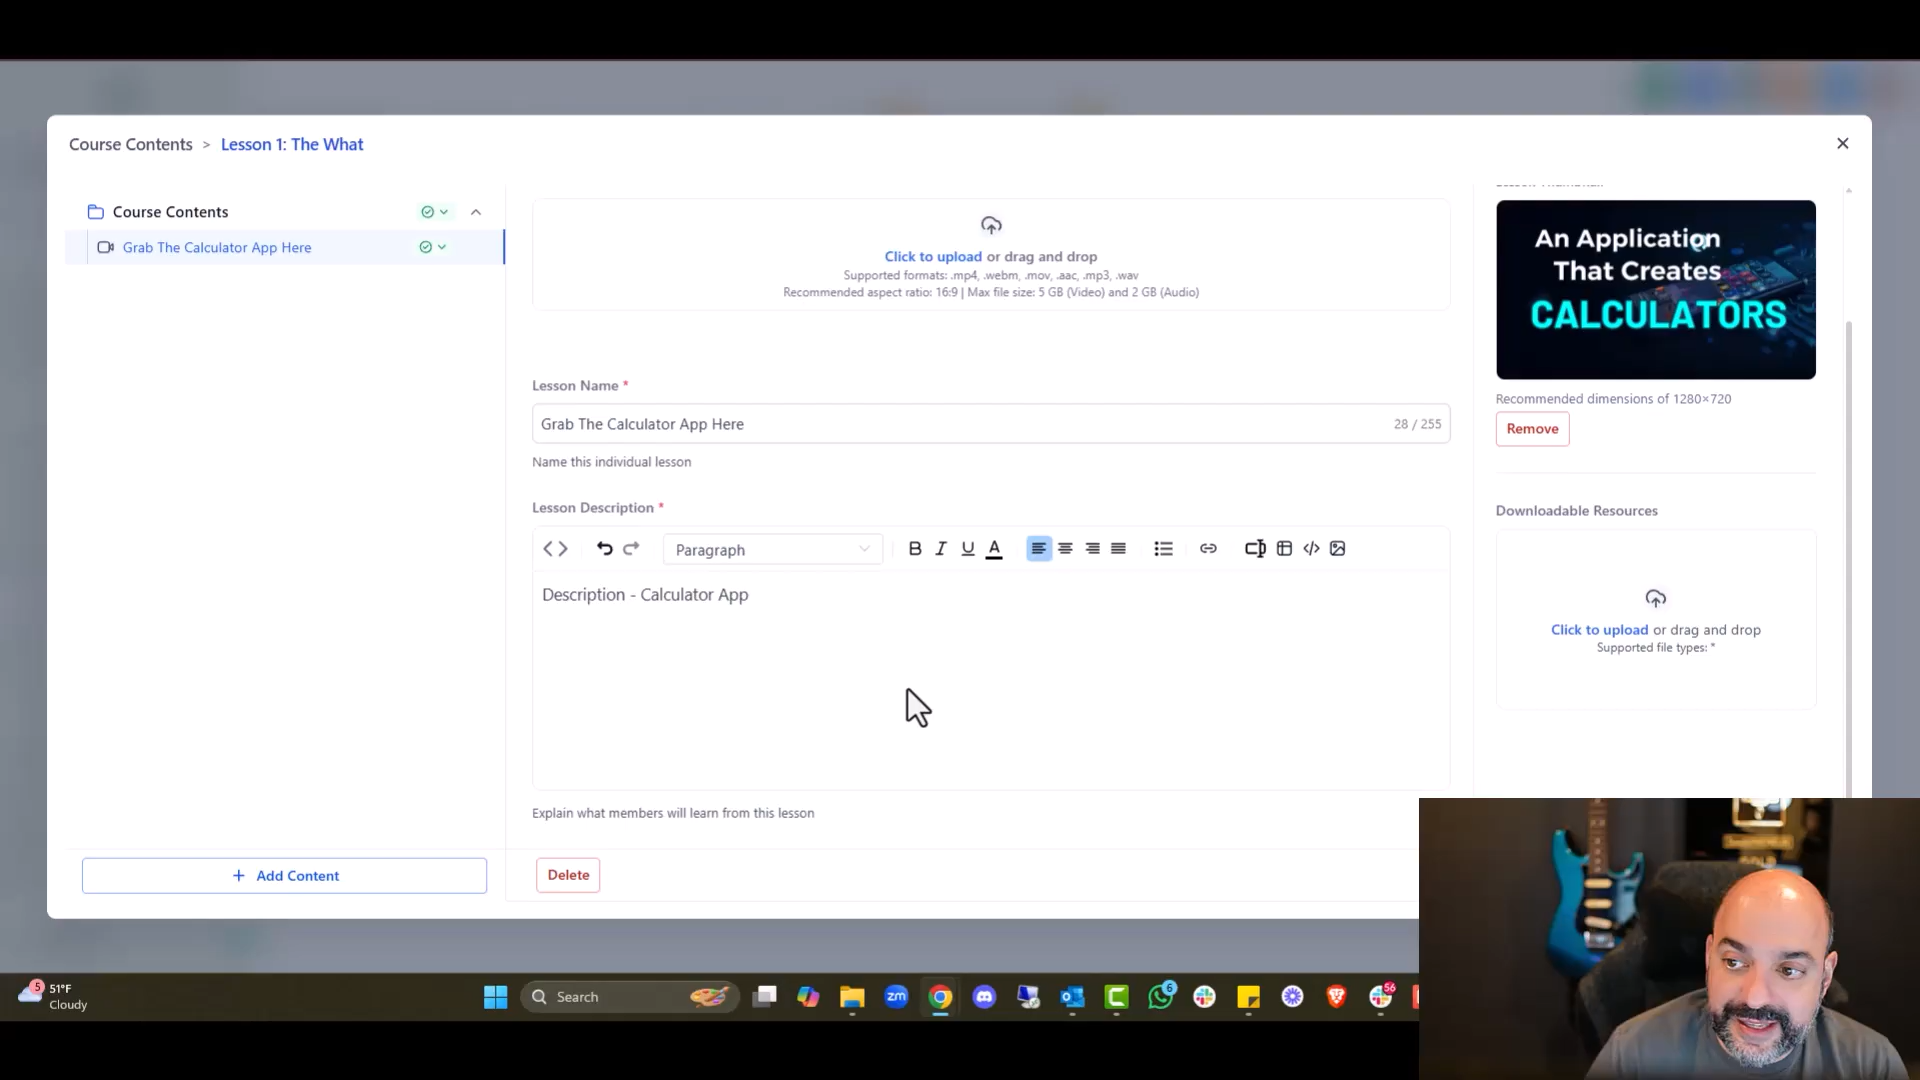 Course Contents > Lesson 1: The What
Course Contents
Grab The Calculator App Here
+ Add Content
Click to upload or drag and drop
Supported formats: .mp4, .webm, .mov, .aac, .mp3, .wav
Recommended aspect ratio: 16:9 | Max file size: 5 GB (Video) and 2 GB (Audio)
Lesson Name *
Grab The Calculator App Here
28 / 255
Name this individual lesson
Lesson Description *
Paragraph
B I U A
Description - Calculator App
Explain what members will learn from this lesson
Delete
An Application
That Creates
CALCULATORS
Recommended dimensions of 1280×720
Remove
Downloadable Resources
Click to upload or drag and drop
Supported file types: *
5
51°F
Cloudy
Search
zm
6
56